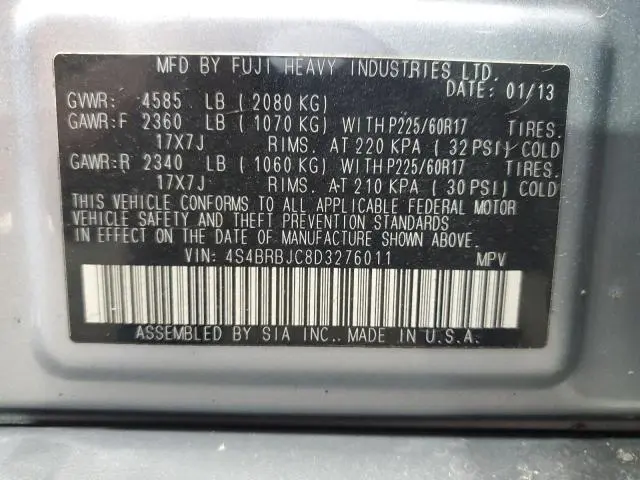 MFD BY FUJI HEAVY INDUSTRIES LTD.
DATE: 01/13
GVWR: 4585 LB ( 2080 KG)
GAWR:F 2360 LB ( 1070 KG) WITH P225/60R17 TIRES.
17X7J RIMS. AT 220 KPA ( 32 PSI) COLD
GAWR:R 2340 LB ( 1060 KG) WITH P225/60R17 TIRES.
17X7J RIMS. AT 210 KPA ( 30 PSI) COLD
THIS VEHICLE CONFORMS TO ALL APPLICABLE FEDERAL MOTOR
VEHICLE SAFETY AND THEFT PREVENTION STANDARDS
IN EFFECT ON THE DATE OF MANUFACTURE SHOWN ABOVE.
VIN: 4S4BRBJC8D3276011 MPV
ASSEMBLED BY SIA INC.. MADE IN U.S.A.